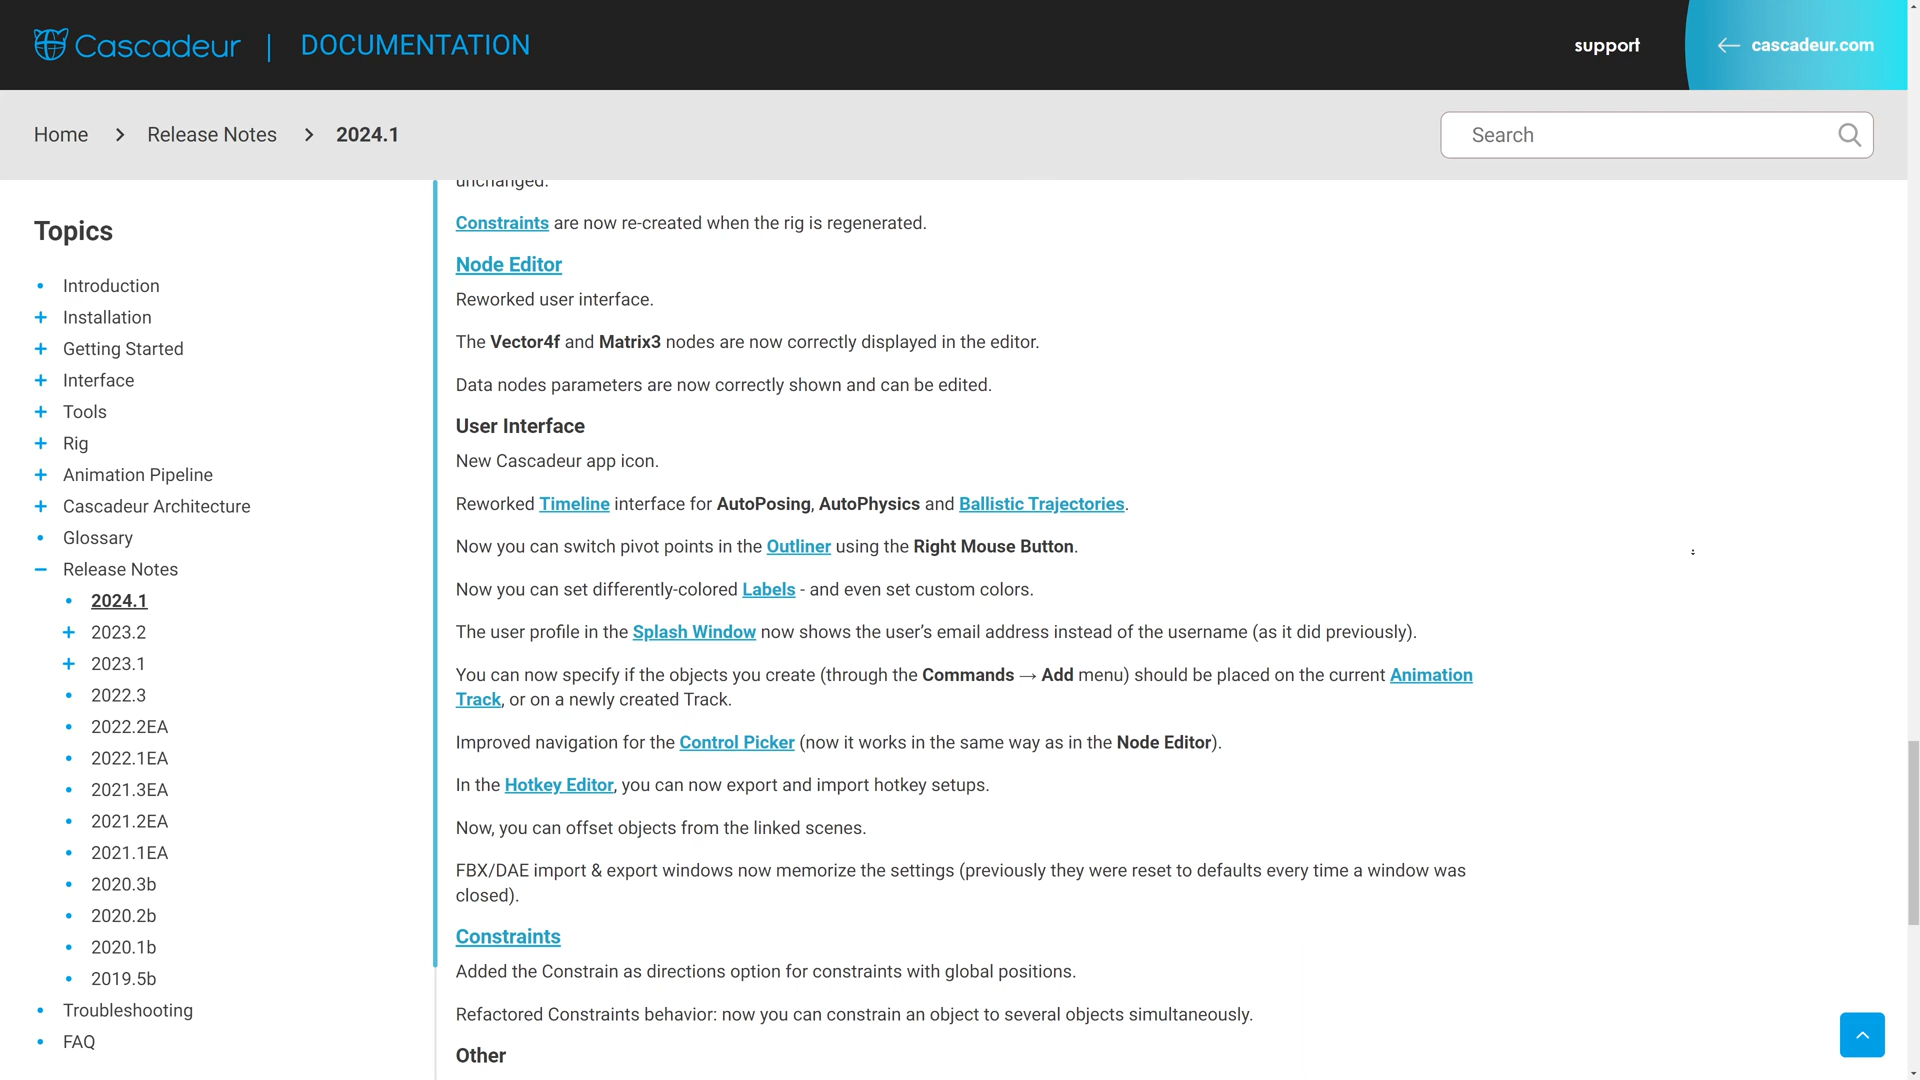 Cascadeur | DOCUMENTATION
support
cascadeur.com
Home > Release Notes > 2024.1
Search
Topics
Introduction
+ Installation
+ Getting Started
+ Interface
+ Tools
+ Rig
+ Animation Pipeline
+ Cascadeur Architecture
Glossary
− Release Notes
2024.1
+ 2023.2
+ 2023.1
2022.3
2022.2EA
2022.1EA
2021.3EA
2021.2EA
2021.1EA
2020.3b
2020.2b
2020.1b
2019.5b
Troubleshooting
FAQ
unchanged.
Constraints are now re-created when the rig is regenerated.
Node Editor
Reworked user interface.
The Vector4f and Matrix3 nodes are now correctly displayed in the editor.
Data nodes parameters are now correctly shown and can be edited.
User Interface
New Cascadeur app icon.
Reworked Timeline interface for AutoPosing, AutoPhysics and Ballistic Trajectories.
Now you can switch pivot points in the Outliner using the Right Mouse Button.
Now you can set differently-colored Labels - and even set custom colors.
The user profile in the Splash Window now shows the user’s email address instead of the username (as it did previously).
You can now specify if the objects you create (through the Commands → Add menu) should be placed on the current Animation
Track, or on a newly created Track.
Improved navigation for the Control Picker (now it works in the same way as in the Node Editor).
In the Hotkey Editor, you can now export and import hotkey setups.
Now, you can offset objects from the linked scenes.
FBX/DAE import & export windows now memorize the settings (previously they were reset to defaults every time a window was
closed).
Constraints
Added the Constrain as directions option for constraints with global positions.
Refactored Constraints behavior: now you can constrain an object to several objects simultaneously.
Other